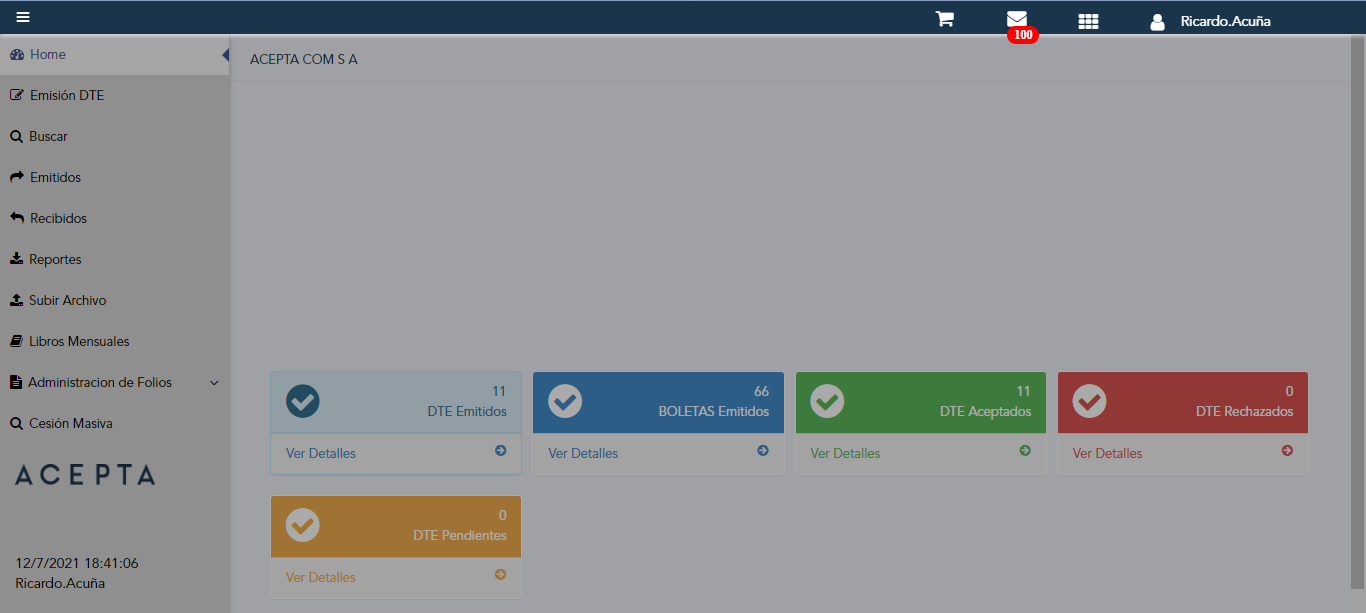 100
Ricardo.Acuña
Home
ACEPTA COM S A
Emisión DTE
Buscar
Emitidos
Recibidos
Reportes
Subir Archivo
Libros Mensuales
Administracion de Folios
Cesión Masiva
ACEPTA
12/7/2021 18:41:06
Ricardo.Acuña
11
DTE Emitidos
Ver Detalles
66
BOLETAS Emitidos
Ver Detalles
11
DTE Aceptados
Ver Detalles
0
DTE Rechazados
Ver Detalles
0
DTE Pendientes
Ver Detalles